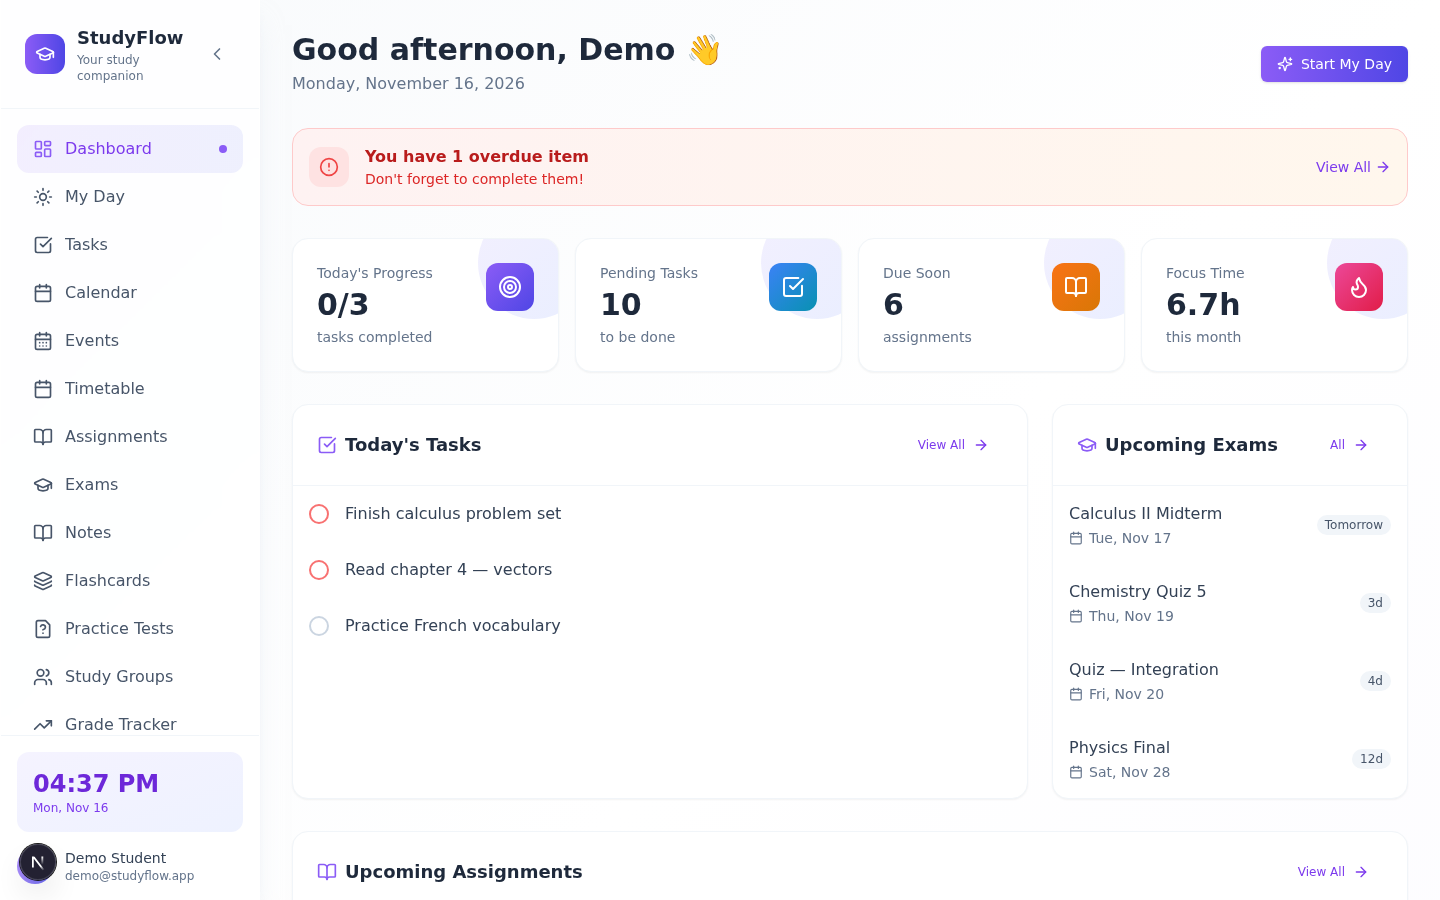 StudyFlow
Your study
companion
Dashboard
My Day
Tasks
Calendar
Events
Timetable
Assignments
Exams
Notes
Flashcards
Practice Tests
Study Groups
Grade Tracker
04:37 PM
Mon, Nov 16
N
Demo Student
demo@studyflow.app
Good afternoon, Demo 👋
Monday, November 16, 2026
Start My Day
You have 1 overdue item
Don't forget to complete them!
View All
Today's Progress
0/3
tasks completed
Pending Tasks
10
to be done
Due Soon
6
assignments
Focus Time
6.7h
this month
Today's Tasks
View All
Finish calculus problem set
Read chapter 4 — vectors
Practice French vocabulary
Upcoming Exams
All
Calculus II Midterm
Tue, Nov 17
Tomorrow
Chemistry Quiz 5
Thu, Nov 19
3d
Quiz — Integration
Fri, Nov 20
4d
Physics Final
Sat, Nov 28
12d
Upcoming Assignments
View All